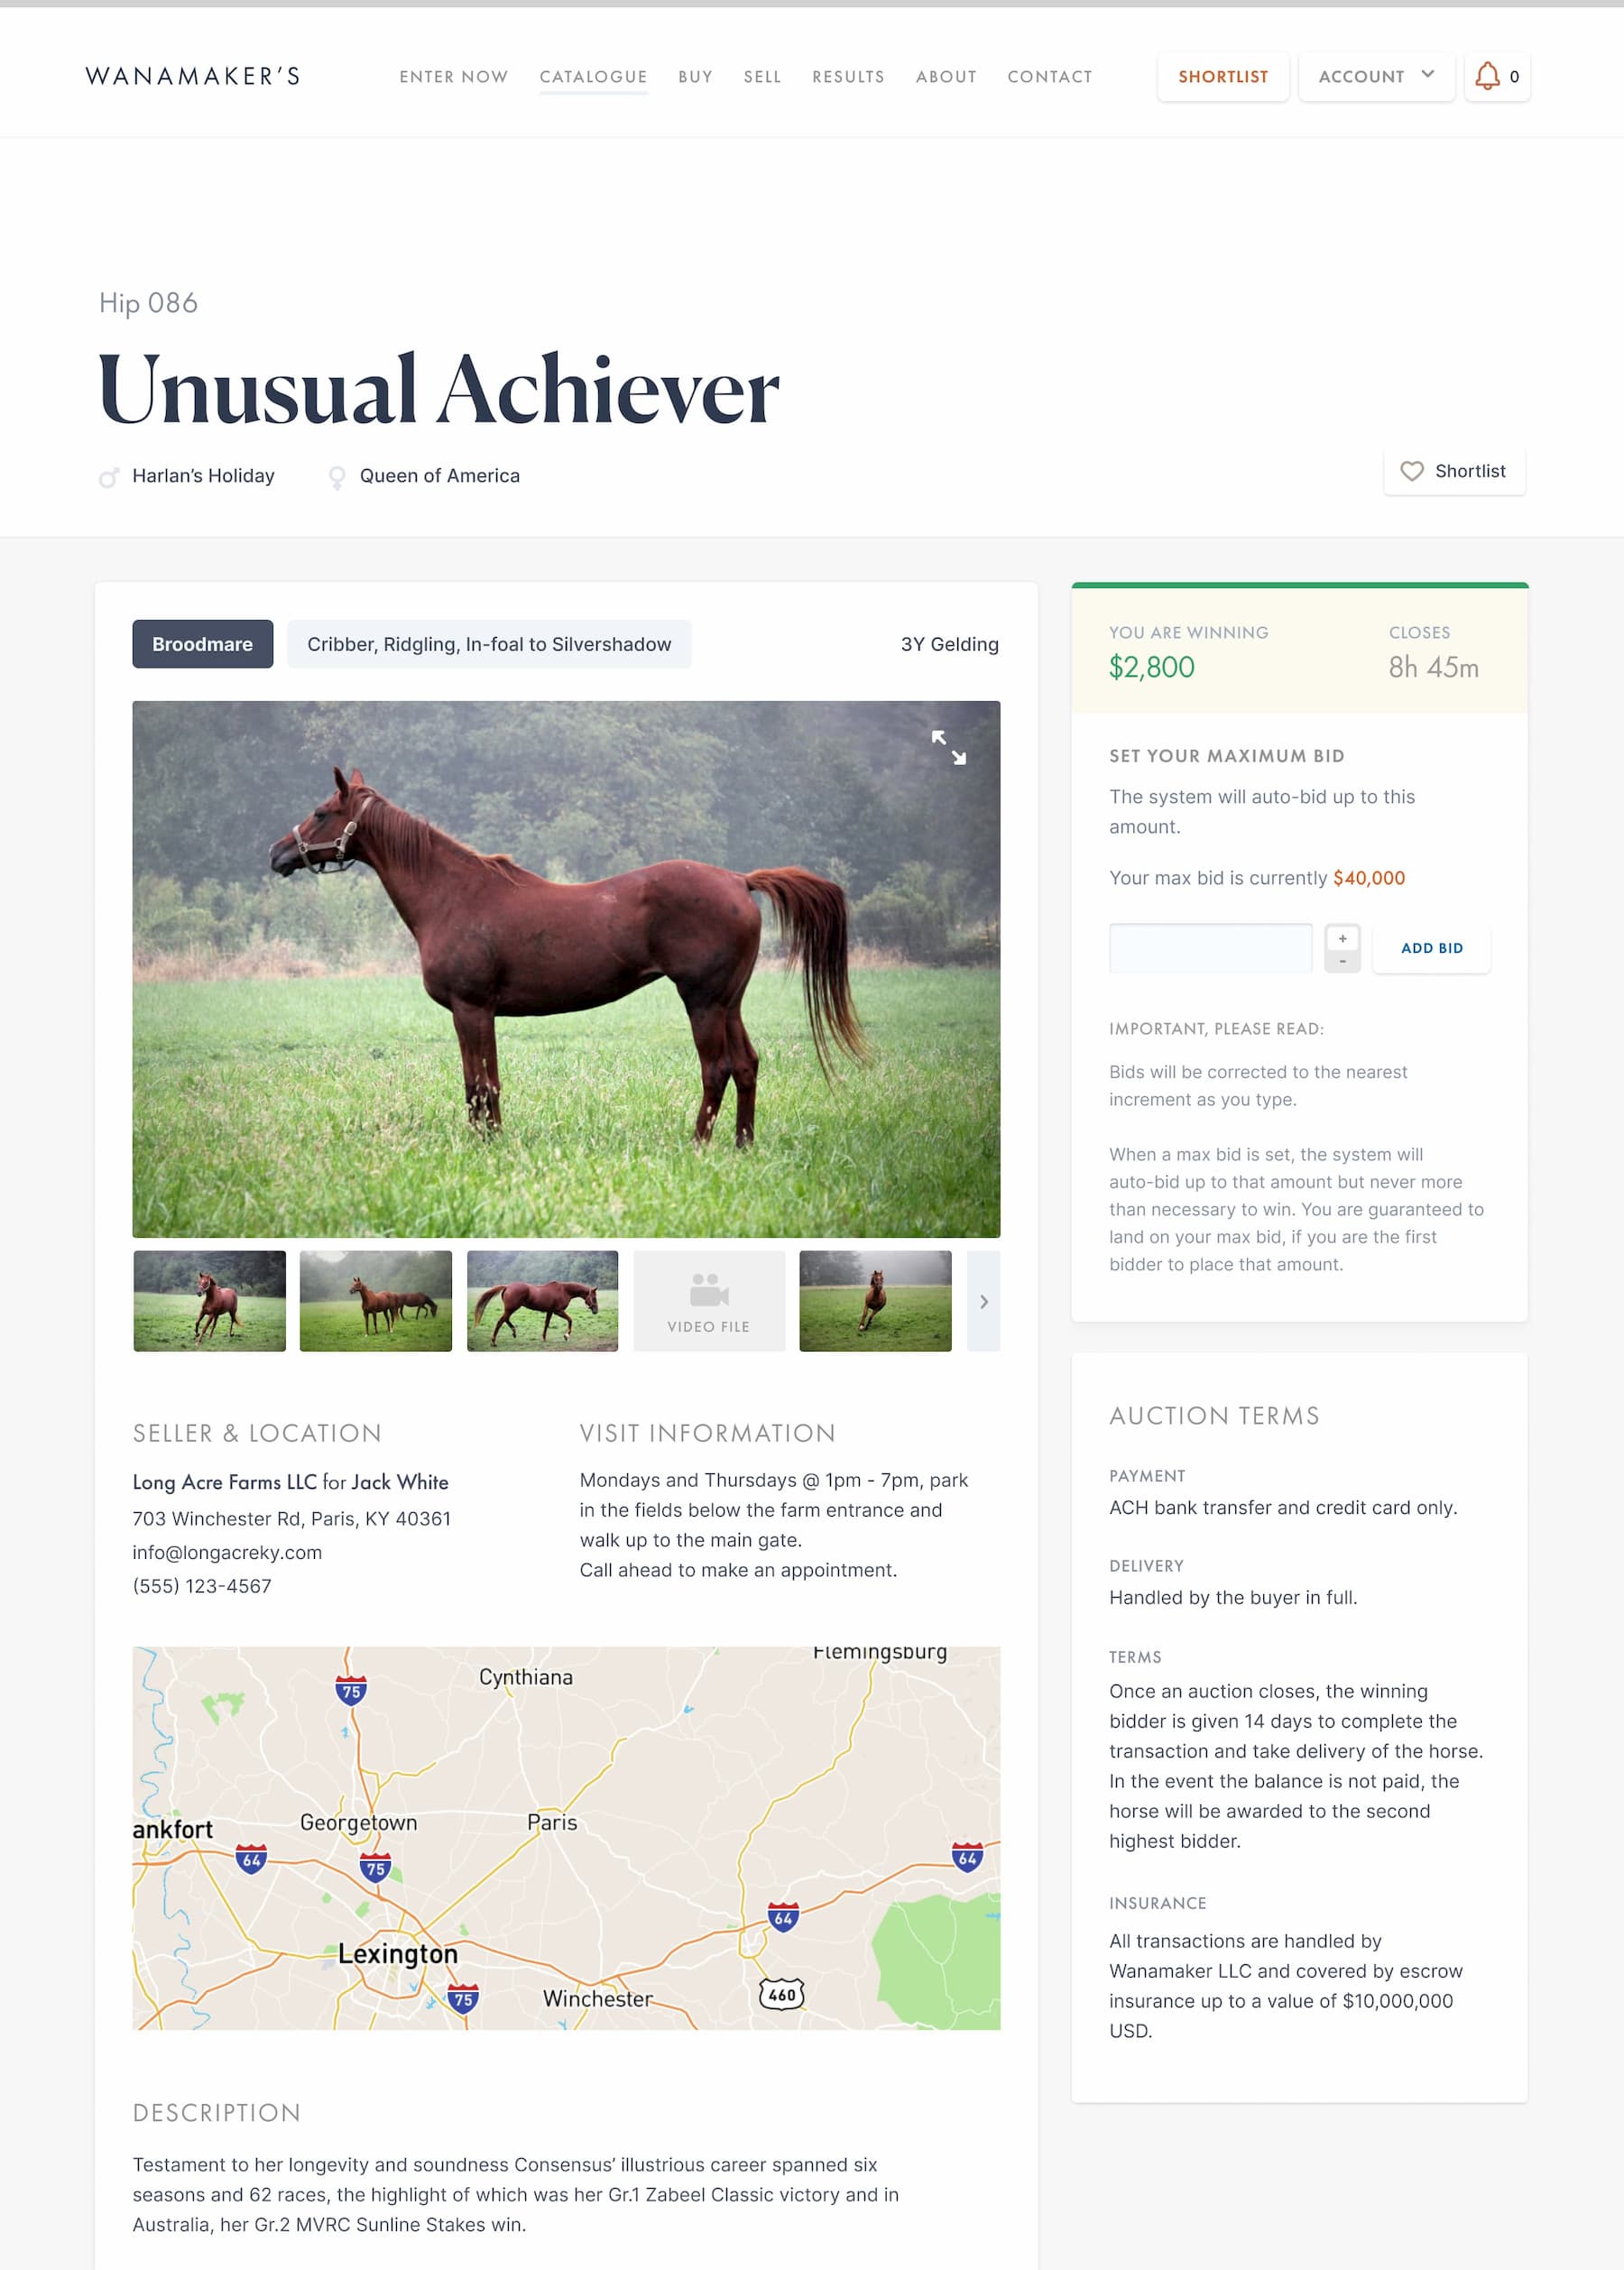 WANAMAKER'S
ENTER NOW
CATALOGUE
BUY
SELL
RESULTS
ABOUT
CONTACT
SHORTLIST
ACCOUNT
0
Hip 086
Unusual Achiever
Harlan's Holiday
Queen of America
Shortlist
Broodmare
Cribber, Ridgling, In-foal to Silvershadow
3Y Gelding
VIDEO FILE
SELLER & LOCATION
Long Acre Farms LLC for Jack White
703 Winchester Rd, Paris, KY 40361
info@longacreky.com
(555) 123-4567
VISIT INFORMATION
Mondays and Thursdays @ 1pm - 7pm, park
in the fields below the farm entrance and
walk up to the main gate.
Call ahead to make an appointment.
Flemingsburg
Cynthiana
75
Georgetown
Paris
ankfort
64
75
64
64
Lexington
75
Winchester
460
DESCRIPTION
Testament to her longevity and soundness Consensus' illustrious career spanned six
seasons and 62 races, the highlight of which was her Gr.1 Zabeel Classic victory and in
Australia, her Gr.2 MVRC Sunline Stakes win.
YOU ARE WINNING
$2,800
CLOSES
8h 45m
SET YOUR MAXIMUM BID
The system will auto-bid up to this
amount.
Your max bid is currently $40,000
+
-
ADD BID
IMPORTANT, PLEASE READ:
Bids will be corrected to the nearest
increment as you type.
When a max bid is set, the system will
auto-bid up to that amount but never more
than necessary to win. You are guaranteed to
land on your max bid, if you are the first
bidder to place that amount.
AUCTION TERMS
PAYMENT
ACH bank transfer and credit card only.
DELIVERY
Handled by the buyer in full.
TERMS
Once an auction closes, the winning
bidder is given 14 days to complete the
transaction and take delivery of the horse.
In the event the balance is not paid, the
horse will be awarded to the second
highest bidder.
INSURANCE
All transactions are handled by
Wanamaker LLC and covered by escrow
insurance up to a value of $10,000,000
USD.